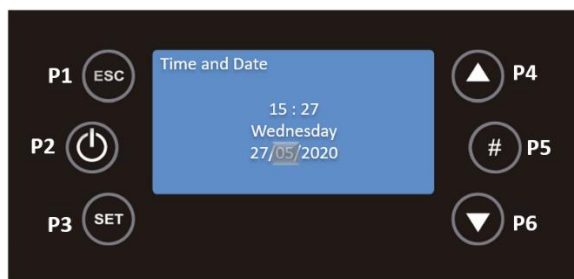 P1 ESC
Time and Date
P4
15 : 27
P2
Wednesday
# P5
27/05/2020
P3 SET
P6